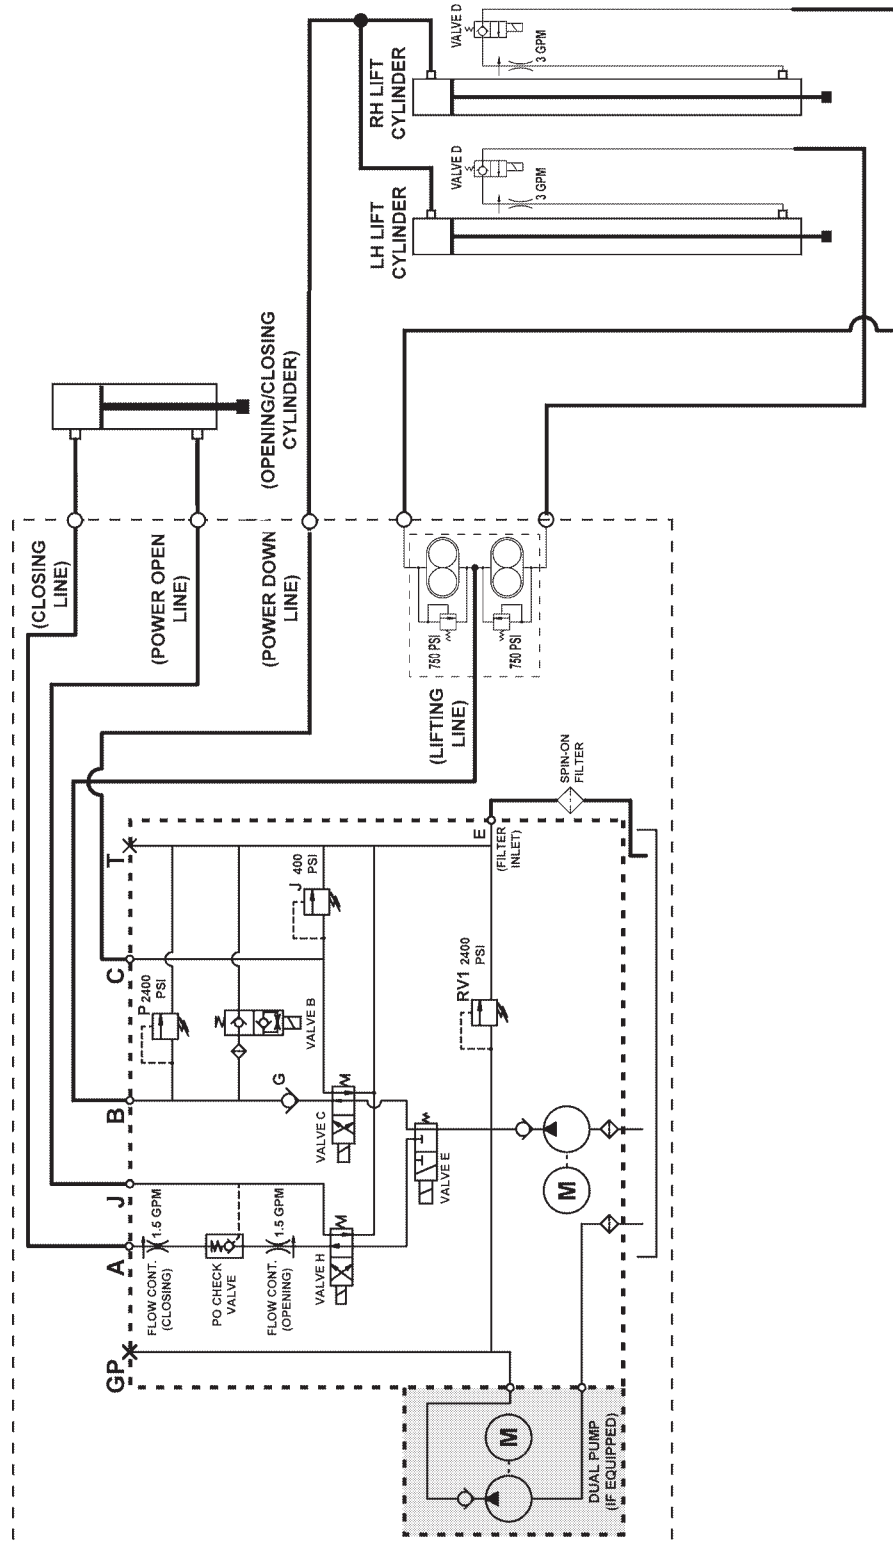 VALVE D
3 GPM
RH LIFT
CYLINDER
VALVE D
3 GPM
LH LIFT
CYLINDER
(OPENING/CLOSING
CYLINDER)
(CLOSING
LINE)
(POWER OPEN
LINE)
(POWER DOWN
LINE)
750 PSI
750 PSI
(LIFTING
LINE)
SPIN-ON
FILTER
T
E
(FILTER
INLET)
J 400
PSI
C
P 2400
PSI
VALVE B
RV1 2400
PSI
B
G
VALVE C
VALVE E
J
A
1.5 GPM
FLOW CONT.
(CLOSING)
PO CHECK
VALVE
1.5 GPM
FLOW CONT.
(OPENING)
VALVE H
M
GP
M
DUAL PUMP
(IF EQUIPPED)